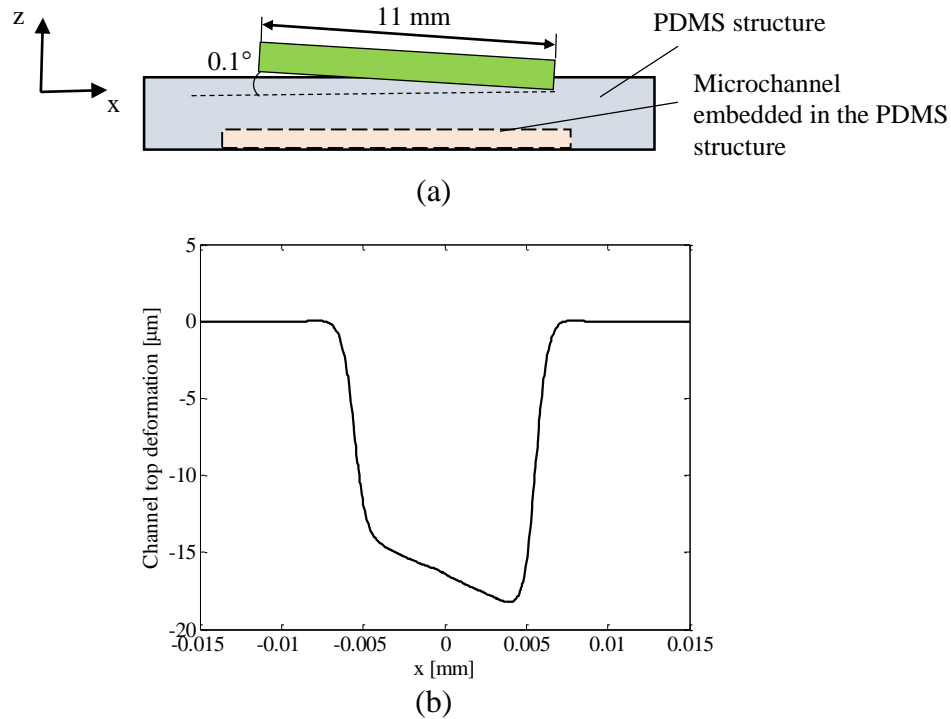 z
x
11 mm
0.1°
PDMS structure
Microchannel
embedded in the PDMS
structure
(a)
5
0
-5
-10
-15
-20
Channel top deformation [µm]
-0.015 -0.01 -0.005 0 0.005 0.01 0.015
x [mm]
(b)